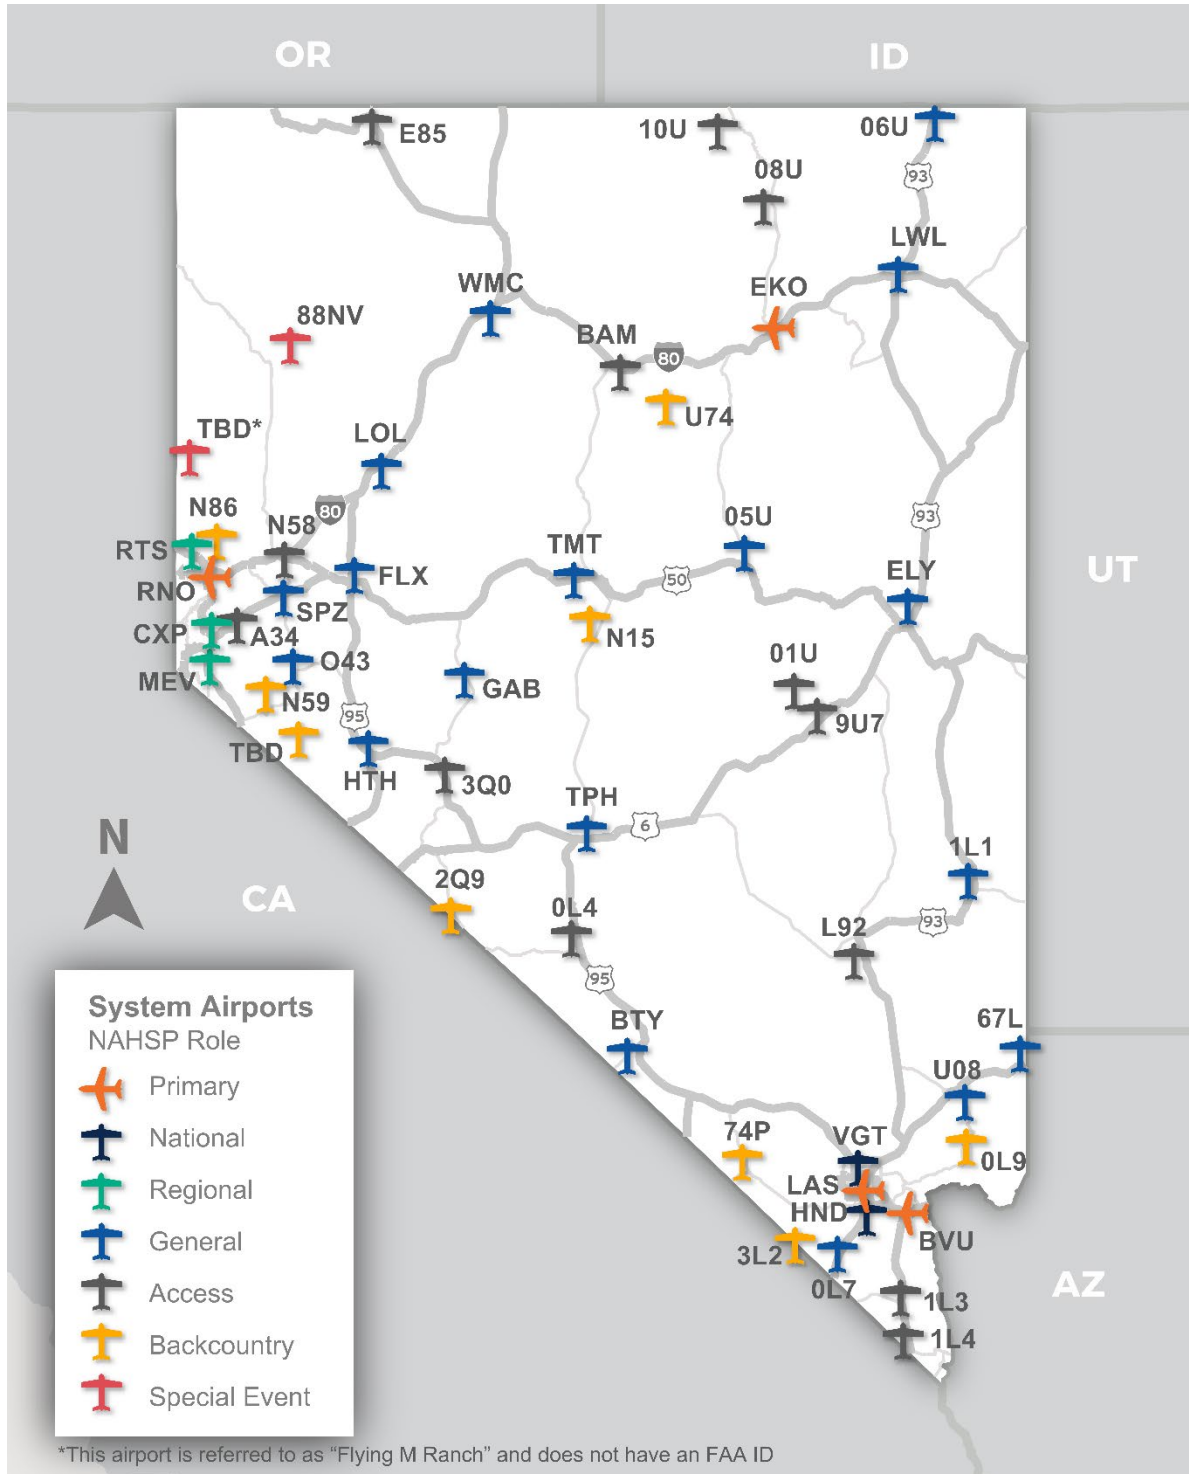 OR
ID
E85
10U
06U
08U
93
LWL
WMC
EKO
88NV
BAM
80
U74
TBD*
LOL
N86
80
N58
93
05U
RTS
TMT
FLX
ELY
UT
50
RNO
SPZ
CXP
A34
N15
O43
01U
MEV
GAB
N59
95
9U7
TBD
HTH
3Q0
TPH
6
N
1L1
2Q9
CA
0L4
L92
93
95
BTY
67L
U08
74P
VGT
0L9
LAS
HND
BVU
3L2
0L7
AZ
1L3
1L4
System Airports
NAHSP Role
Primary
National
Regional
General
Access
Backcountry
Special Event
*This airport is referred to as “Flying M Ranch” and does not have an FAA ID